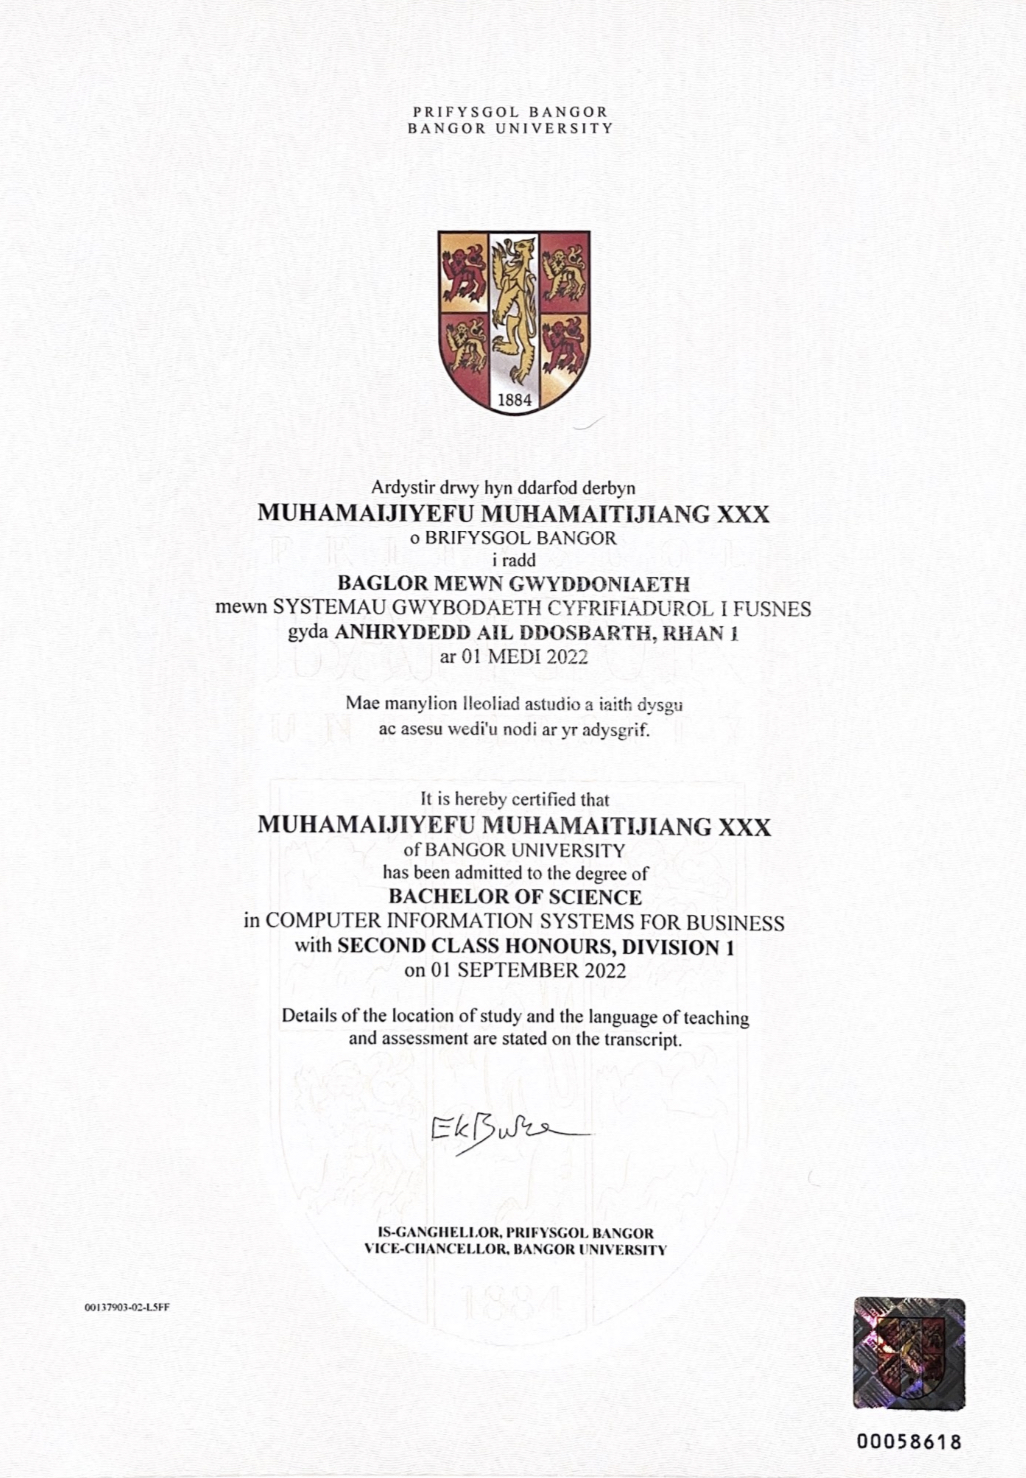 PRIFYSGOL BANGOR
BANGOR UNIVERSITY
1884
Ardystir drwy hyn ddarfod derbyn
MUHAMAIJIYEFU MUHAMAITIJIANG XXX
o BRIFYSGOL BANGOR
i radd
BAGLOR MEWN GWYDDONIAETH
mewn SYSTEMAU GWYBODAETH CYFRIFIADUROL I FUSNES
gyda ANHRYDEDD AIL DDOSBARTH, RHAN 1
ar 01 MEDI 2022
Mae manylion lleoliad astudio a iaith dysgu
ac asesu wedi'u nodi ar yr adysgrif.
It is hereby certified that
MUHAMAIJIYEFU MUHAMAITIJIANG XXX
of BANGOR UNIVERSITY
has been admitted to the degree of
BACHELOR OF SCIENCE
in COMPUTER INFORMATION SYSTEMS FOR BUSINESS
with SECOND CLASS HONOURS, DIVISION 1
on 01 SEPTEMBER 2022
Details of the location of study and the language of teaching
and assessment are stated on the transcript.
IS-GANGHELLOR, PRIFYSGOL BANGOR
VICE-CHANCELLOR, BANGOR UNIVERSITY
00137903-02-L5FF
1884
00058618